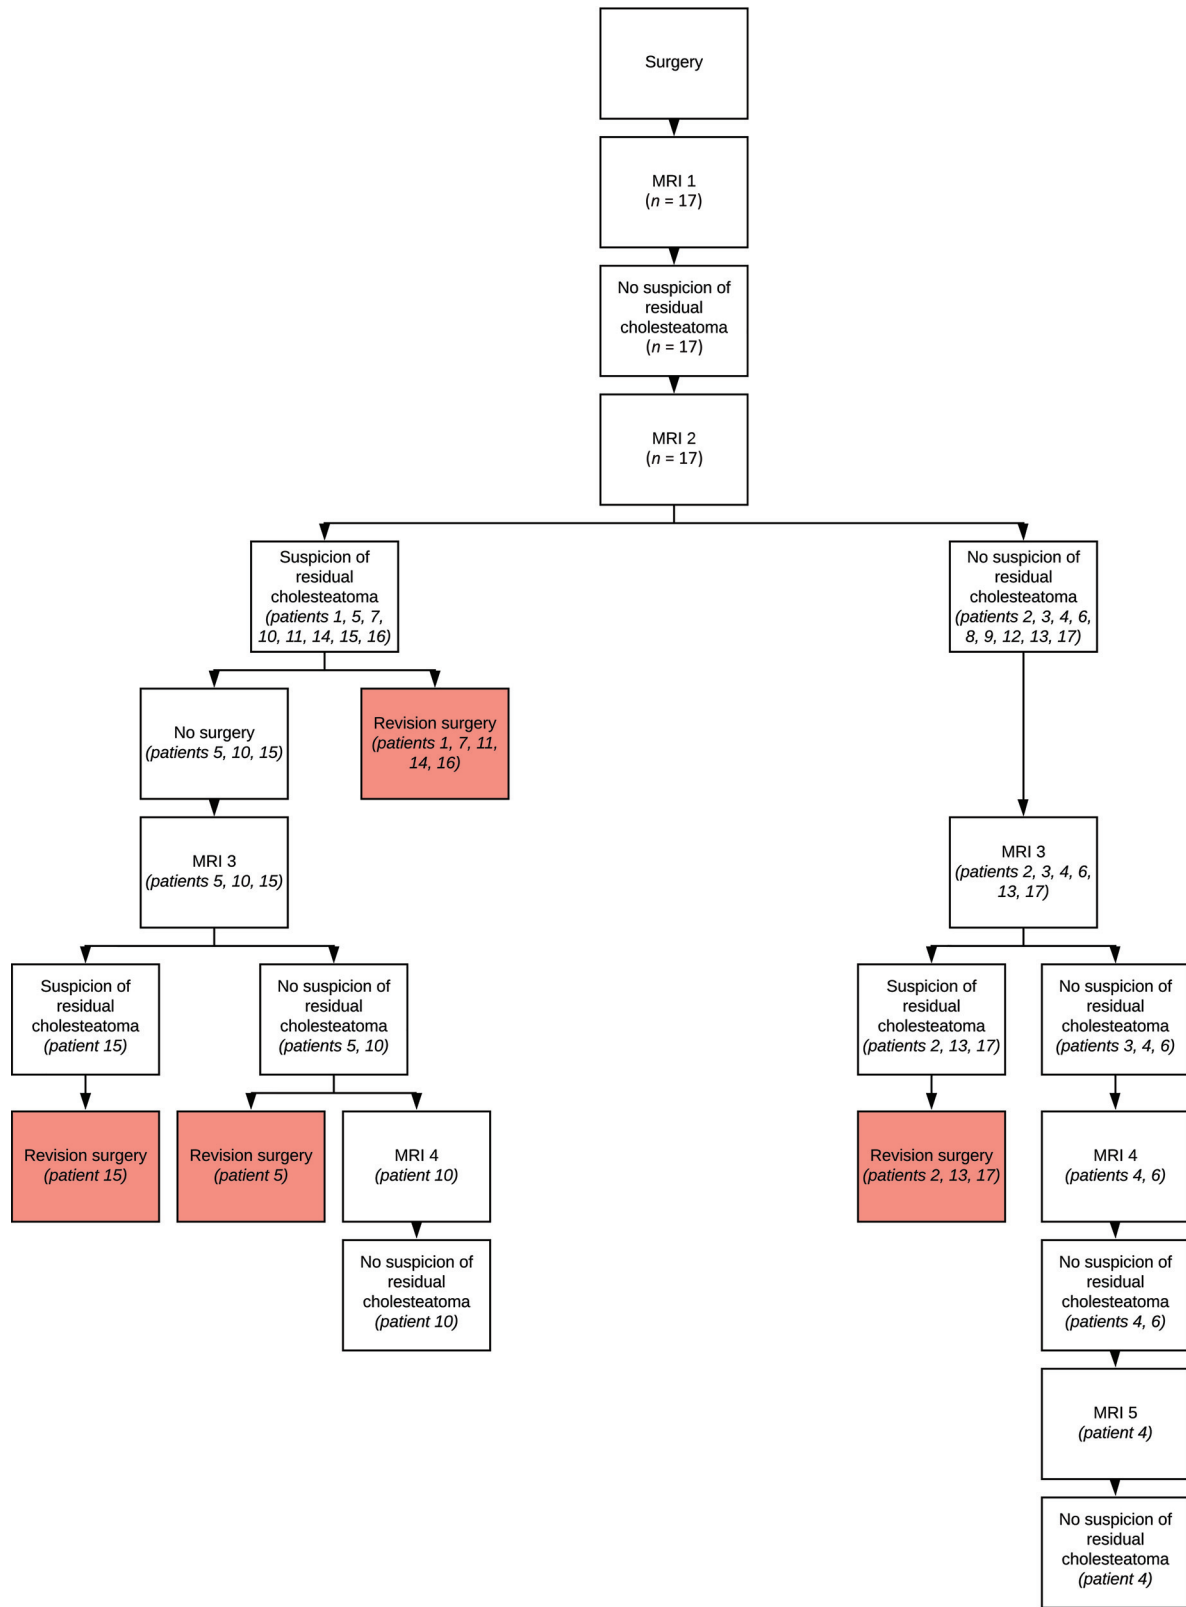 Surgery
MRI 1
(n = 17)
No suspicion of
residual
cholesteatoma
(n = 17)
MRI 2
(n = 17)
Suspicion of
residual
cholesteatoma
(patients 1, 5, 7,
10, 11, 14, 15, 16)
No suspicion of
residual
cholesteatoma
(patients 2, 3, 4, 6,
8, 9, 12, 13, 17)
No surgery
(patients 5, 10, 15)
Revision surgery
(patients 1, 7, 11,
14, 16)
MRI 3
(patients 5, 10, 15)
MRI 3
(patients 2, 3, 4, 6,
13, 17)
Suspicion of
residual
cholesteatoma
(patient 15)
No suspicion of
residual
cholesteatoma
(patients 5, 10)
Suspicion of
residual
cholesteatoma
(patients 2, 13, 17)
No suspicion of
residual
cholesteatoma
(patients 3, 4, 6)
Revision surgery
(patient 15)
Revision surgery
(patient 5)
MRI 4
(patient 10)
Revision surgery
(patients 2, 13, 17)
MRI 4
(patients 4, 6)
No suspicion of
residual
cholesteatoma
(patient 10)
No suspicion of
residual
cholesteatoma
(patients 4, 6)
MRI 5
(patient 4)
No suspicion of
residual
cholesteatoma
(patient 4)